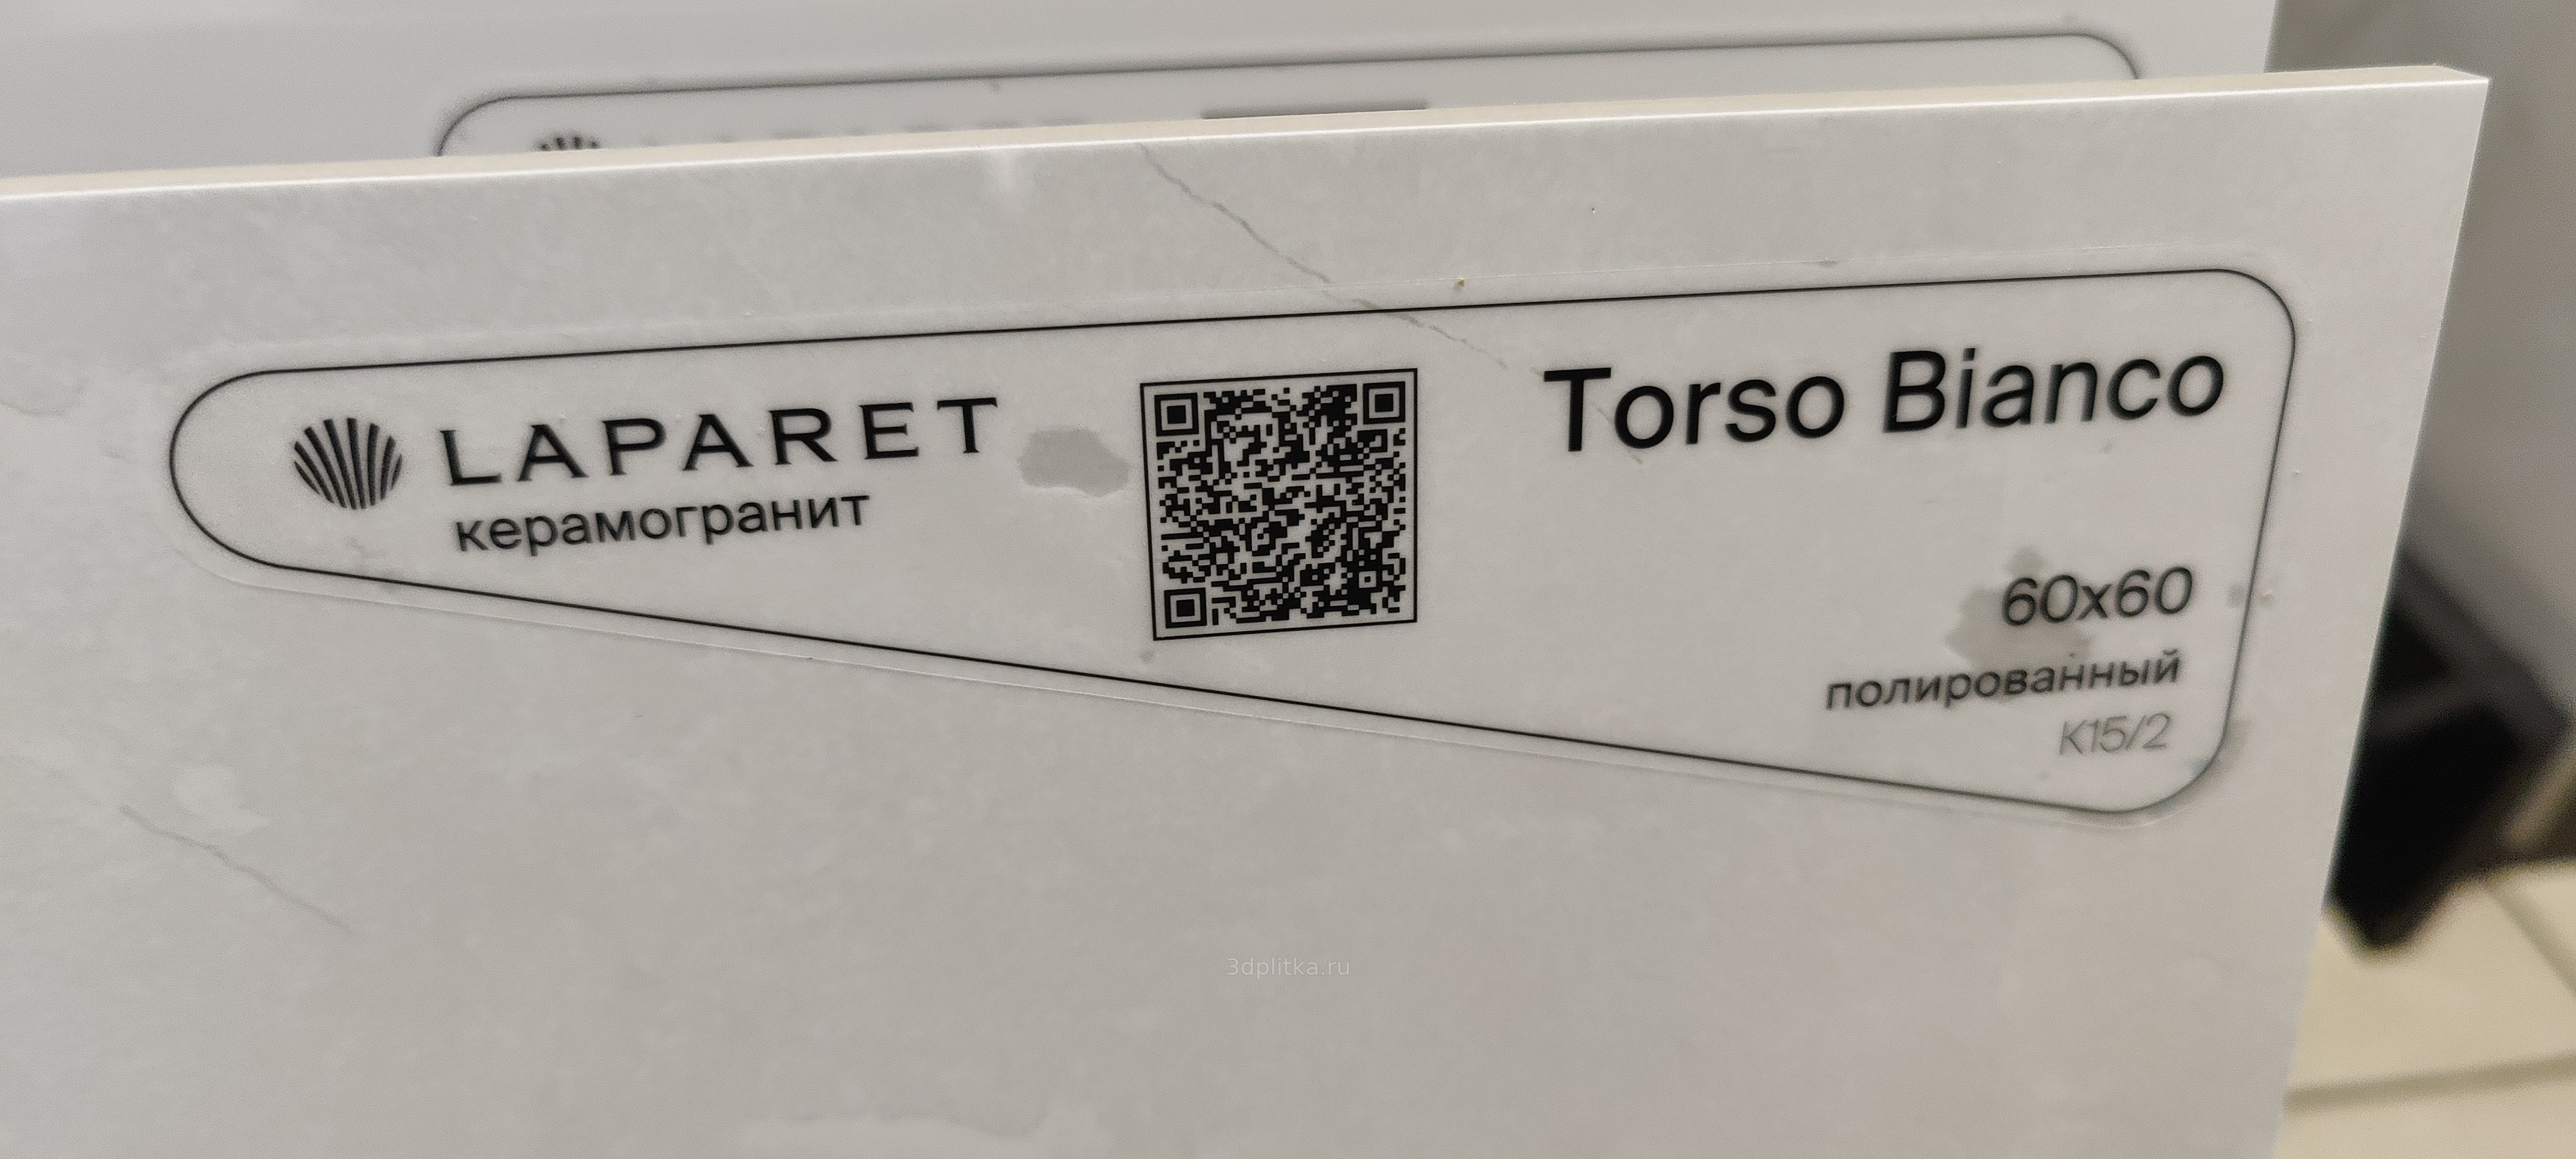 LAPARET
керамогранит
Torso Bianco
60x60
полированный
K15/2
3dplitka.ru